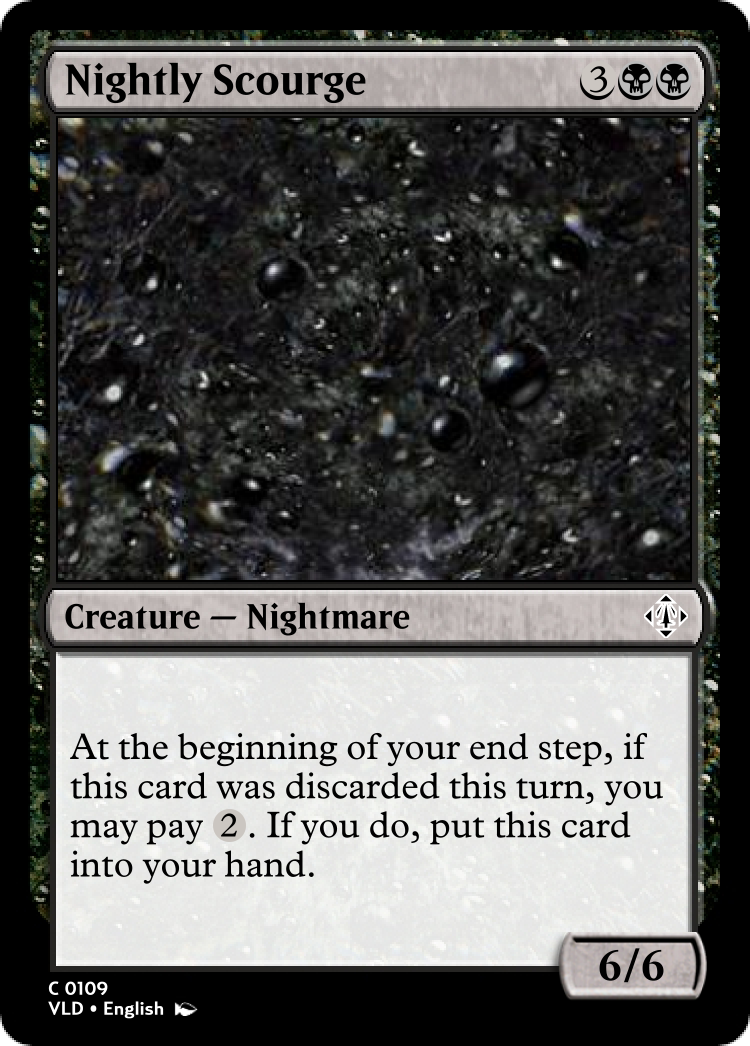 Nightly Scourge 3
Creature — Nightmare
At the beginning of your end step, if
this card was discarded this turn, you
may pay 2. If you do, put this card
into your hand.
6/6
C 0109
VLD • English